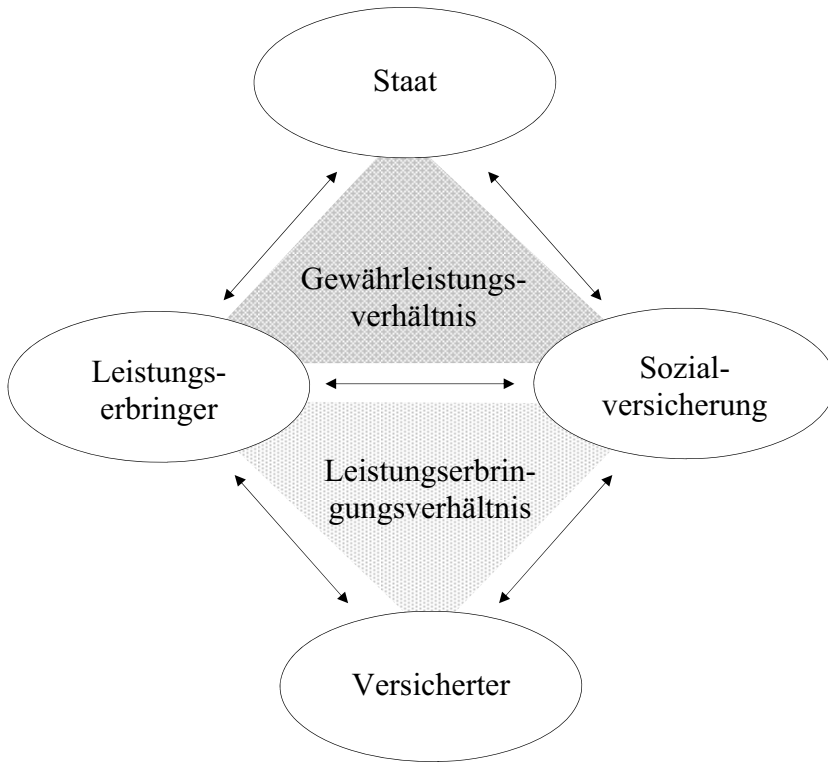 Staat
Gewährleistungs-
verhältnis
Leistungs-
erbringer
Sozial-
versicherung
Leistungserbrin-
gungsverhältnis
Versicherter